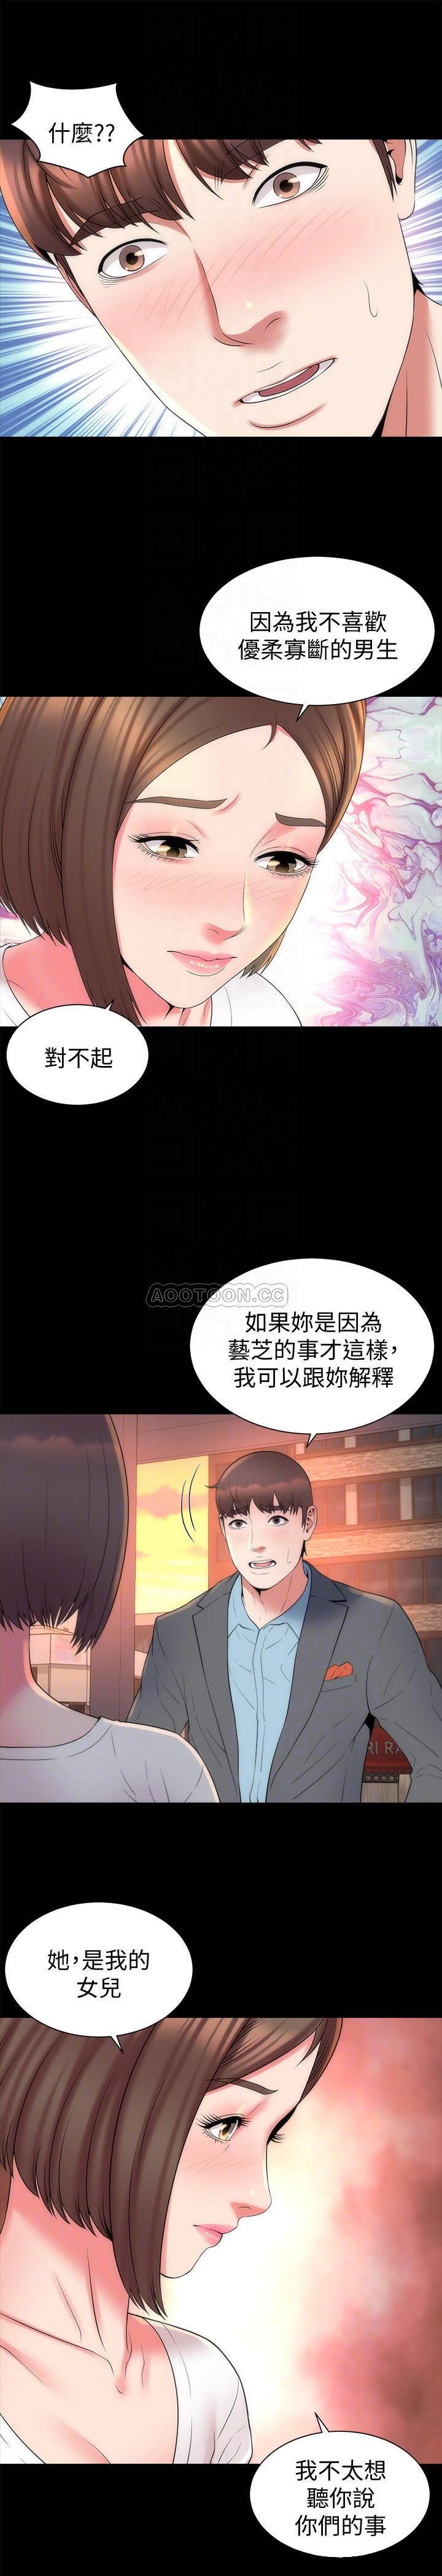 什麼??
因為我不喜歡
優柔寡斷的男生
對不起
AOOTOON.CC
如果妳是因為
藝芝的事才這樣，
我可以跟妳解釋
RI RA
她，是我的
女兒
我不太想
聽你說
你們的事